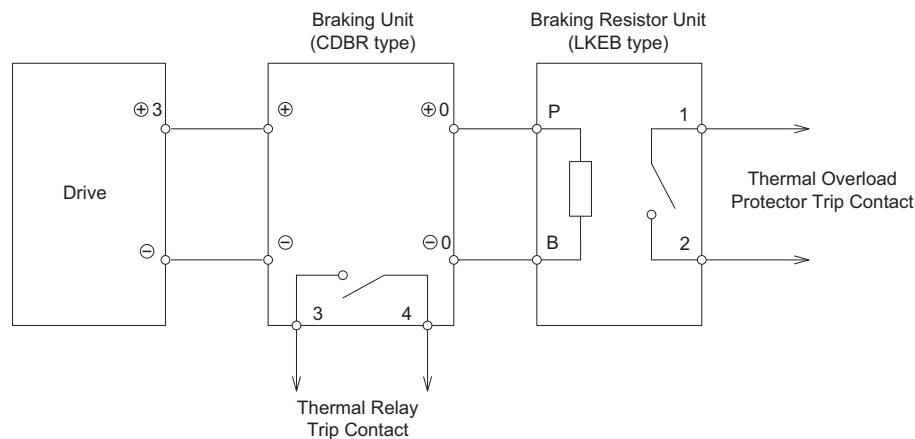 Braking Unit
(CDBR type)
Braking Resistor Unit
(LKEB type)
⊕ 3
⊕
⊕ 0
P
1
Drive
Thermal Overload
Protector Trip Contact
⊖
⊖
⊖ 0
B
2
3
4
Thermal Relay
Trip Contact